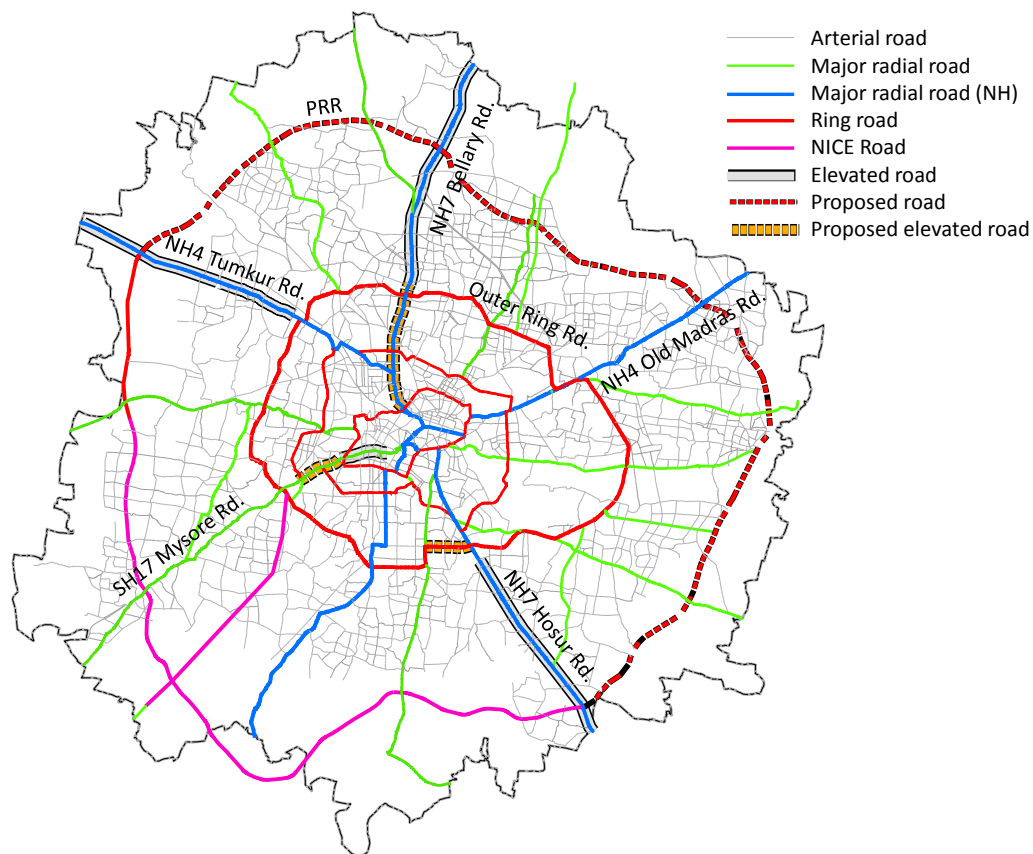 Arterial road
Major radial road
Major radial road (NH)
Ring road
NICE Road
Elevated road
Proposed road
Proposed elevated road
PRR
NH7 Bellary Rd.
NH4 Tumkur Rd.
Outer Ring Rd.
NH4 Old Madras Rd.
SH17 Mysore Rd.
NH7 Hosur Rd.